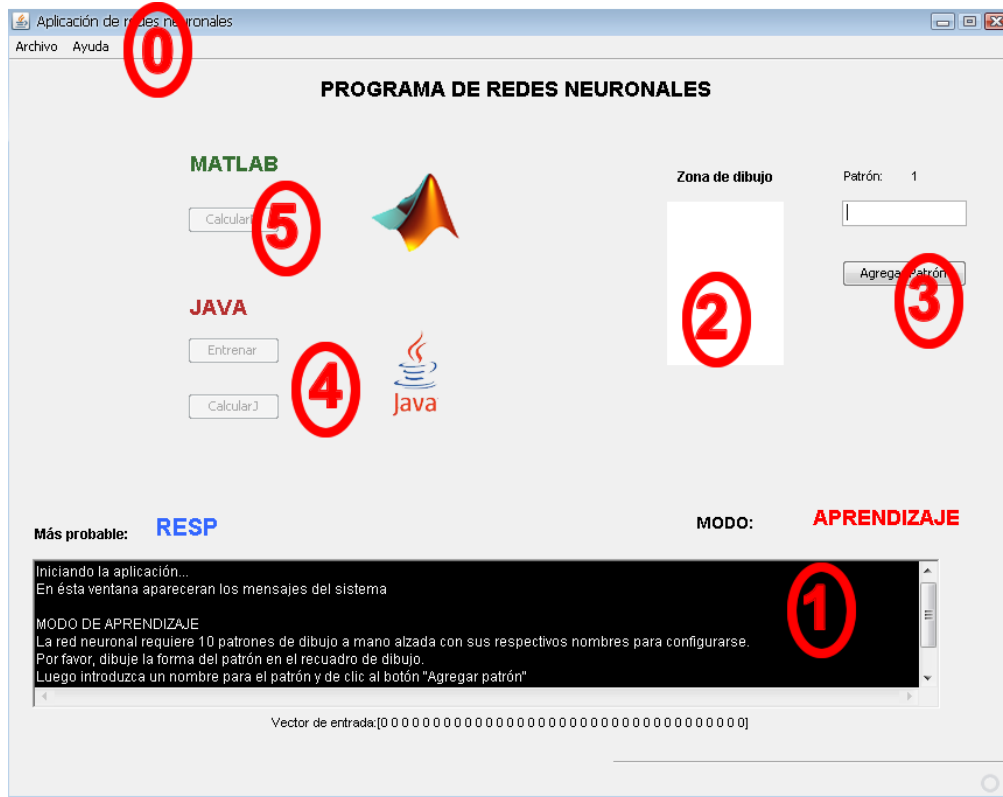 Aplicación de redes neuronales
Archivo Ayuda
0
PROGRAMA DE REDES NEURONALES
MATLAB
Calcular
5
Zona de dibujo
Patrón: 1
2
Agregar Patrón
3
JAVA
Entrenar
4
CalcularJ
Java
Más probable: RESP
MODO: APRENDIZAJE
Iniciando la aplicación...
En ésta ventana apareceran los mensajes del sistema
1
MODO DE APRENDIZAJE
La red neuronal requiere 10 patrones de dibujo a mano alzada con sus respectivos nombres para configurarse.
Por favor, dibuje la forma del patrón en el recuadro de dibujo.
Luego introduzca un nombre para el patrón y de clic al botón "Agregar patrón"
Vector de entrada:[0 0 0 0 0 0 0 0 0 0 0 0 0 0 0 0 0 0 0 0 0 0 0 0 0 0 0 0 0 0 0 0 0 0 0]